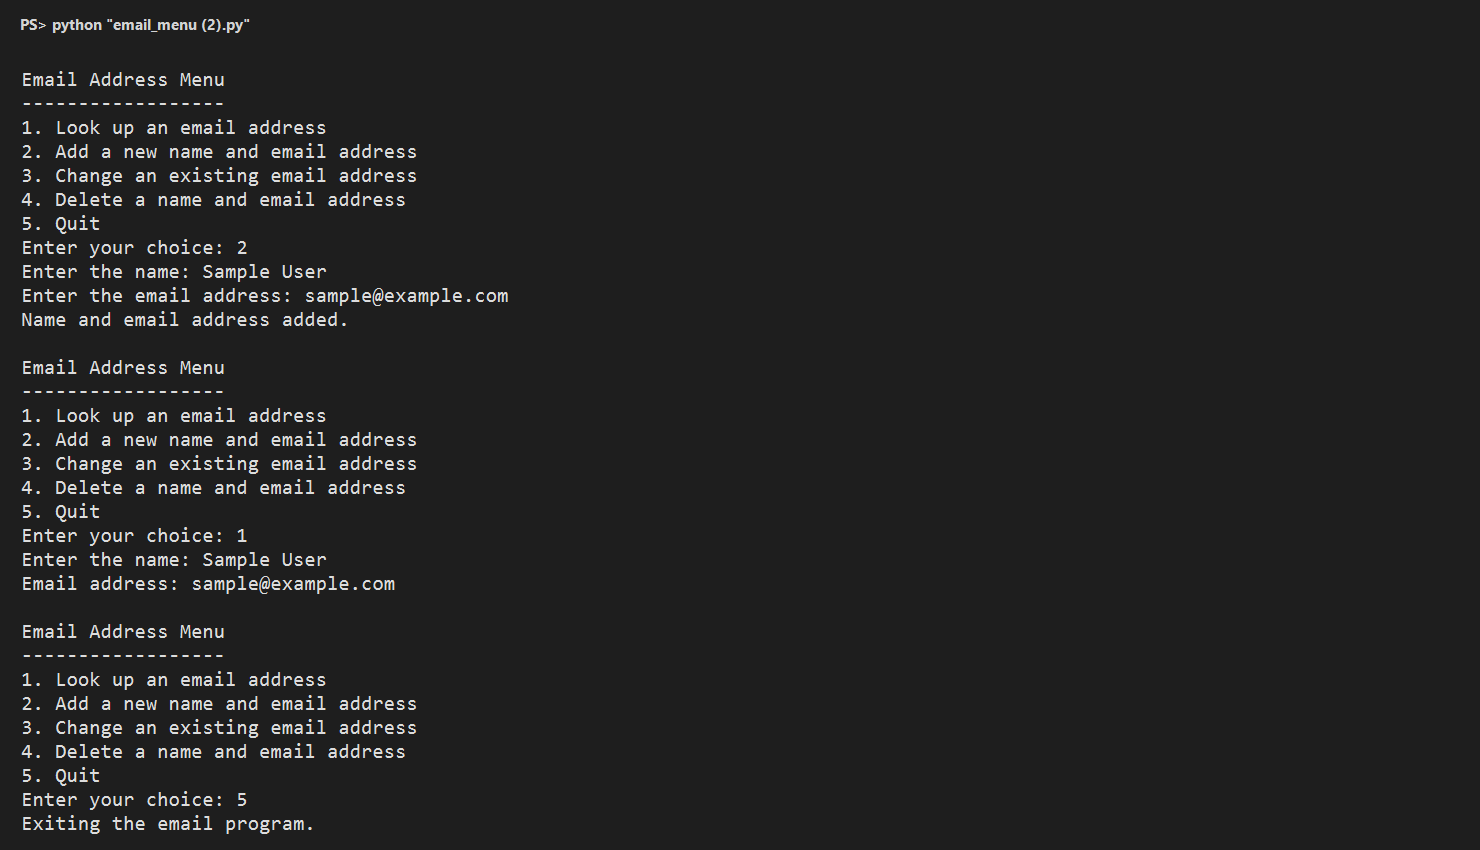 PS> python "email_menu (2).py"
Email Address Menu
------------------
1. Look up an email address
2. Add a new name and email address
3. Change an existing email address
4. Delete a name and email address
5. Quit
Enter your choice: 2
Enter the name: Sample User
Enter the email address: sample@example.com
Name and email address added.
Email Address Menu
------------------
1. Look up an email address
2. Add a new name and email address
3. Change an existing email address
4. Delete a name and email address
5. Quit
Enter your choice: 1
Enter the name: Sample User
Email address: sample@example.com
Email Address Menu
------------------
1. Look up an email address
2. Add a new name and email address
3. Change an existing email address
4. Delete a name and email address
5. Quit
Enter your choice: 5
Exiting the email program.